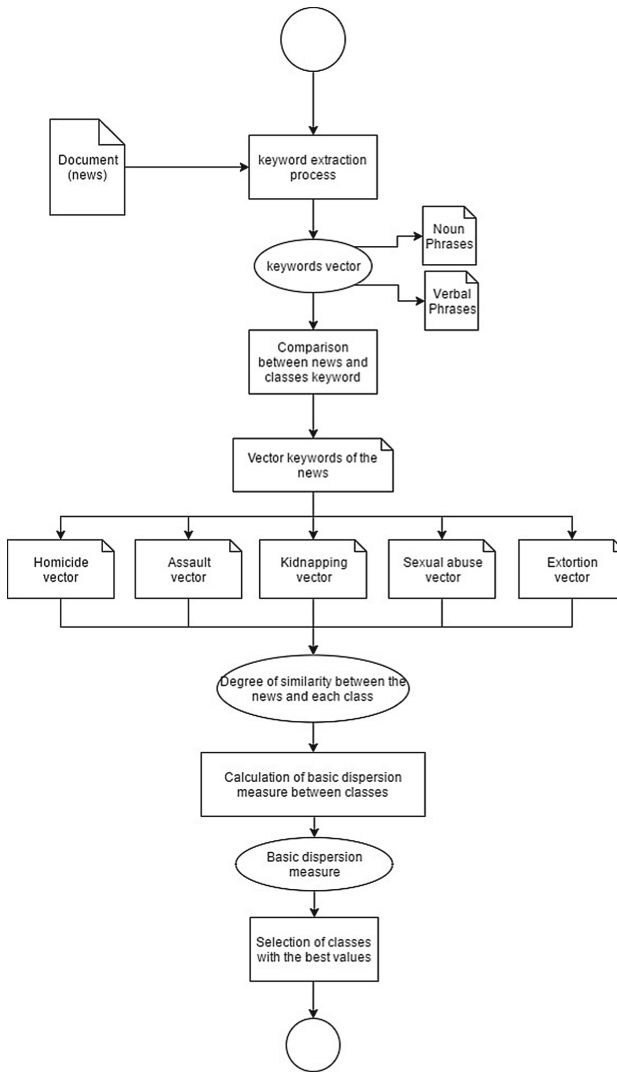 Document
(news)
keyword extraction
process
keywords vector
Noun
Phrases
Verbal
Phrases
Comparison
between news and
classes keyword
Vector keywords of the
news
Homicide
vector
Assault
vector
Kidnapping
vector
Sexual abuse
vector
Extortion
vector
Degree of similarity between the
news and each class
Calculation of basic dispersion
measure between classes
Basic dispersion
measure
Selection of classes
with the best values